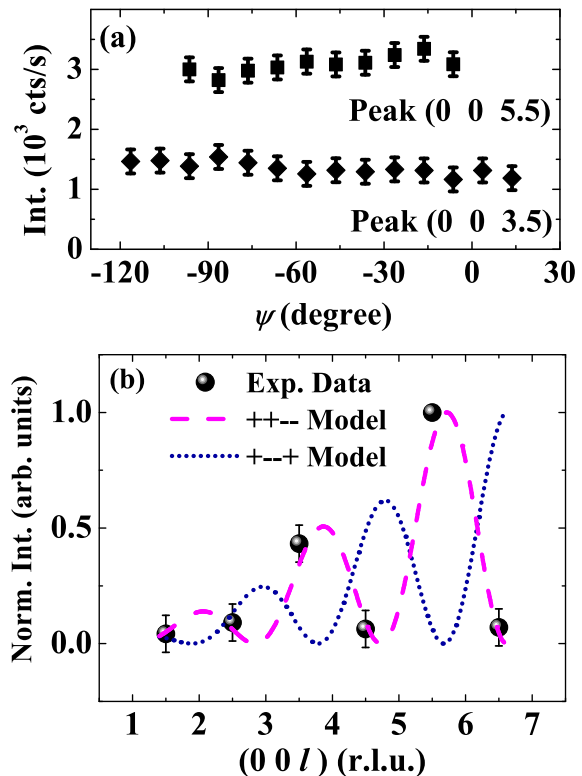 (a)
Int. (10³ cts/s)
3
2
1
0
Peak (0 0 5.5)
Peak (0 0 3.5)
-120 -90 -60 -30 0 30
ψ (degree)
(b)
Exp. Data
++-- Model
+--+ Model
Norm. Int. (arb. units)
1.0
0.5
0.0
1 2 3 4 5 6 7
(0 0 l) (r.l.u.)